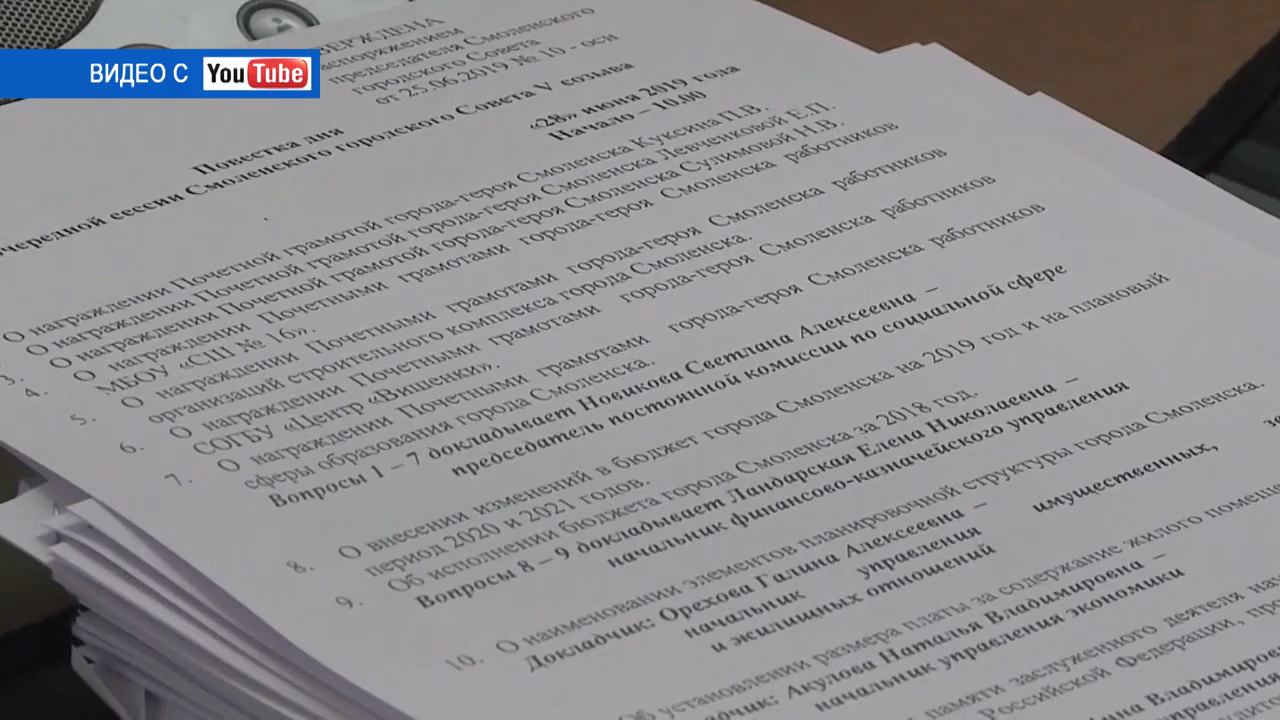 ВИДЕО С YouTube
ВЕРЖДЕНА
председателя Смоленского
городского Совета
от 25.06.2019 № 10 - осн
Повестка дня
очередной сессии Смоленского городского Совета V созыва
«28» июня 2019 года
Начало – 10.00
О награждении Почетной грамотой города-героя Смоленска Куксина П.В.
О награждении Почетной грамотой города-героя Смоленска Левченковой Е.П.
3. О награждении Почетной грамотой города-героя Смоленска Сулимовой Н.В.
4. О награждении Почетными грамотами города-героя Смоленска работников
МБОУ «СШ № 16».
5. О награждении Почетными грамотами города-героя Смоленска работников
организаций строительного комплекса города Смоленска.
6. О награждении Почетными грамотами города-героя Смоленска работников
СОГБУ «Центр «Вишенки».
7. О награждении Почетными грамотами города-героя Смоленска работников
сферы образования города Смоленска.
Вопросы 1 – 7 докладывает Новикова Светлана Алексеевна –
председатель постоянной комиссии по социальной сфере
8. О внесении изменений в бюджет города Смоленска на 2019 год и на плановый
период 2020 и 2021 годов.
9. Об исполнении бюджета города Смоленска за 2018 год.
Вопросы 8 – 9 докладывает Ландарская Елена Николаевна –
начальник финансово-казначейского управления
10. О наименовании элементов планировочной структуры города Смоленска.
Докладчик: Орехова Галина Алексеевна –
начальник управления имущественных,
и жилищных отношений
Об установлении размера платы за содержание жилого
Акулова Наталья Владимировна –
начальник управления экономики
памяти заслуженного деятеля
Российской Федерации,